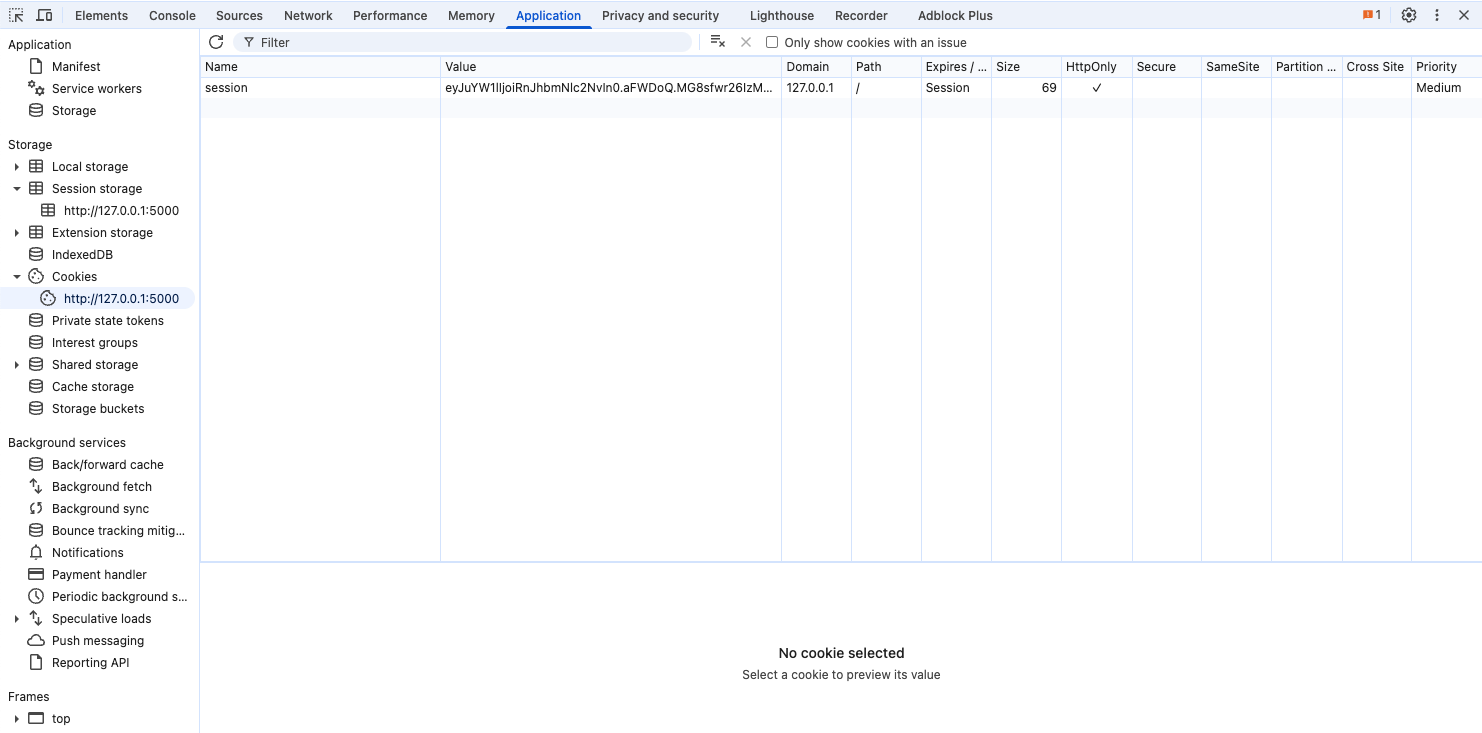 Elements Console Sources Network Performance Memory Application Privacy and security Lighthouse Recorder Adblock Plus 1
Application
Manifest
Service workers
Storage
Storage
Local storage
Session storage
http://127.0.0.1:5000
Extension storage
IndexedDB
Cookies
http://127.0.0.1:5000
Private state tokens
Interest groups
Shared storage
Cache storage
Storage buckets
Background services
Back/forward cache
Background fetch
Background sync
Bounce tracking mitig...
Notifications
Payment handler
Periodic background s...
Speculative loads
Push messaging
Reporting API
Frames
top
Filter Only show cookies with an issue
Name Value Domain Path Expires / ... Size HttpOnly Secure SameSite Partition ... Cross Site Priority
session 127.0.0.1 / Session 69 ✓ Medium
No cookie selected
Select a cookie to preview its value